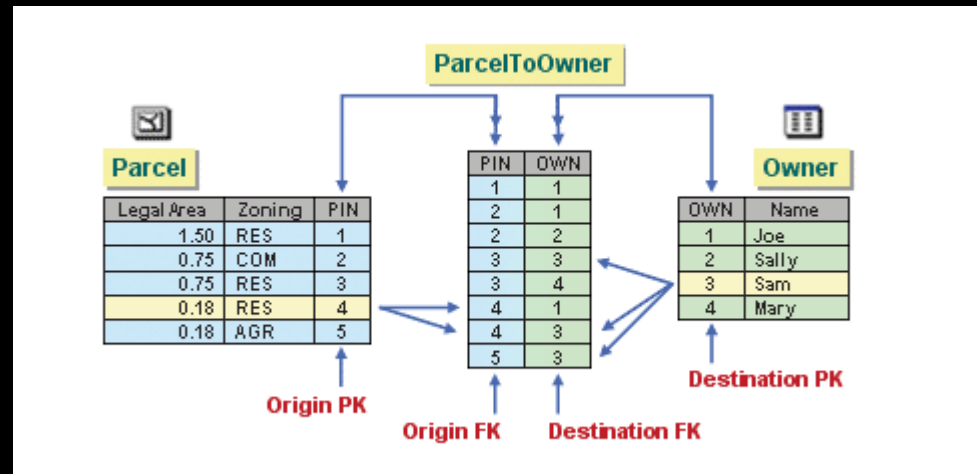 ParcelToOwner
Parcel
Legal Area Zoning PIN
1.50 RES 1
0.75 COM 2
0.75 RES 3
0.18 RES 4
0.18 AGR 5
Origin PK
PIN OWN
1 1
2 1
2 2
3 3
3 4
4 1
4 3
5 3
Origin FK
Destination FK
Owner
OWN Name
1 Joe
2 Sally
3 Sam
4 Mary
Destination PK